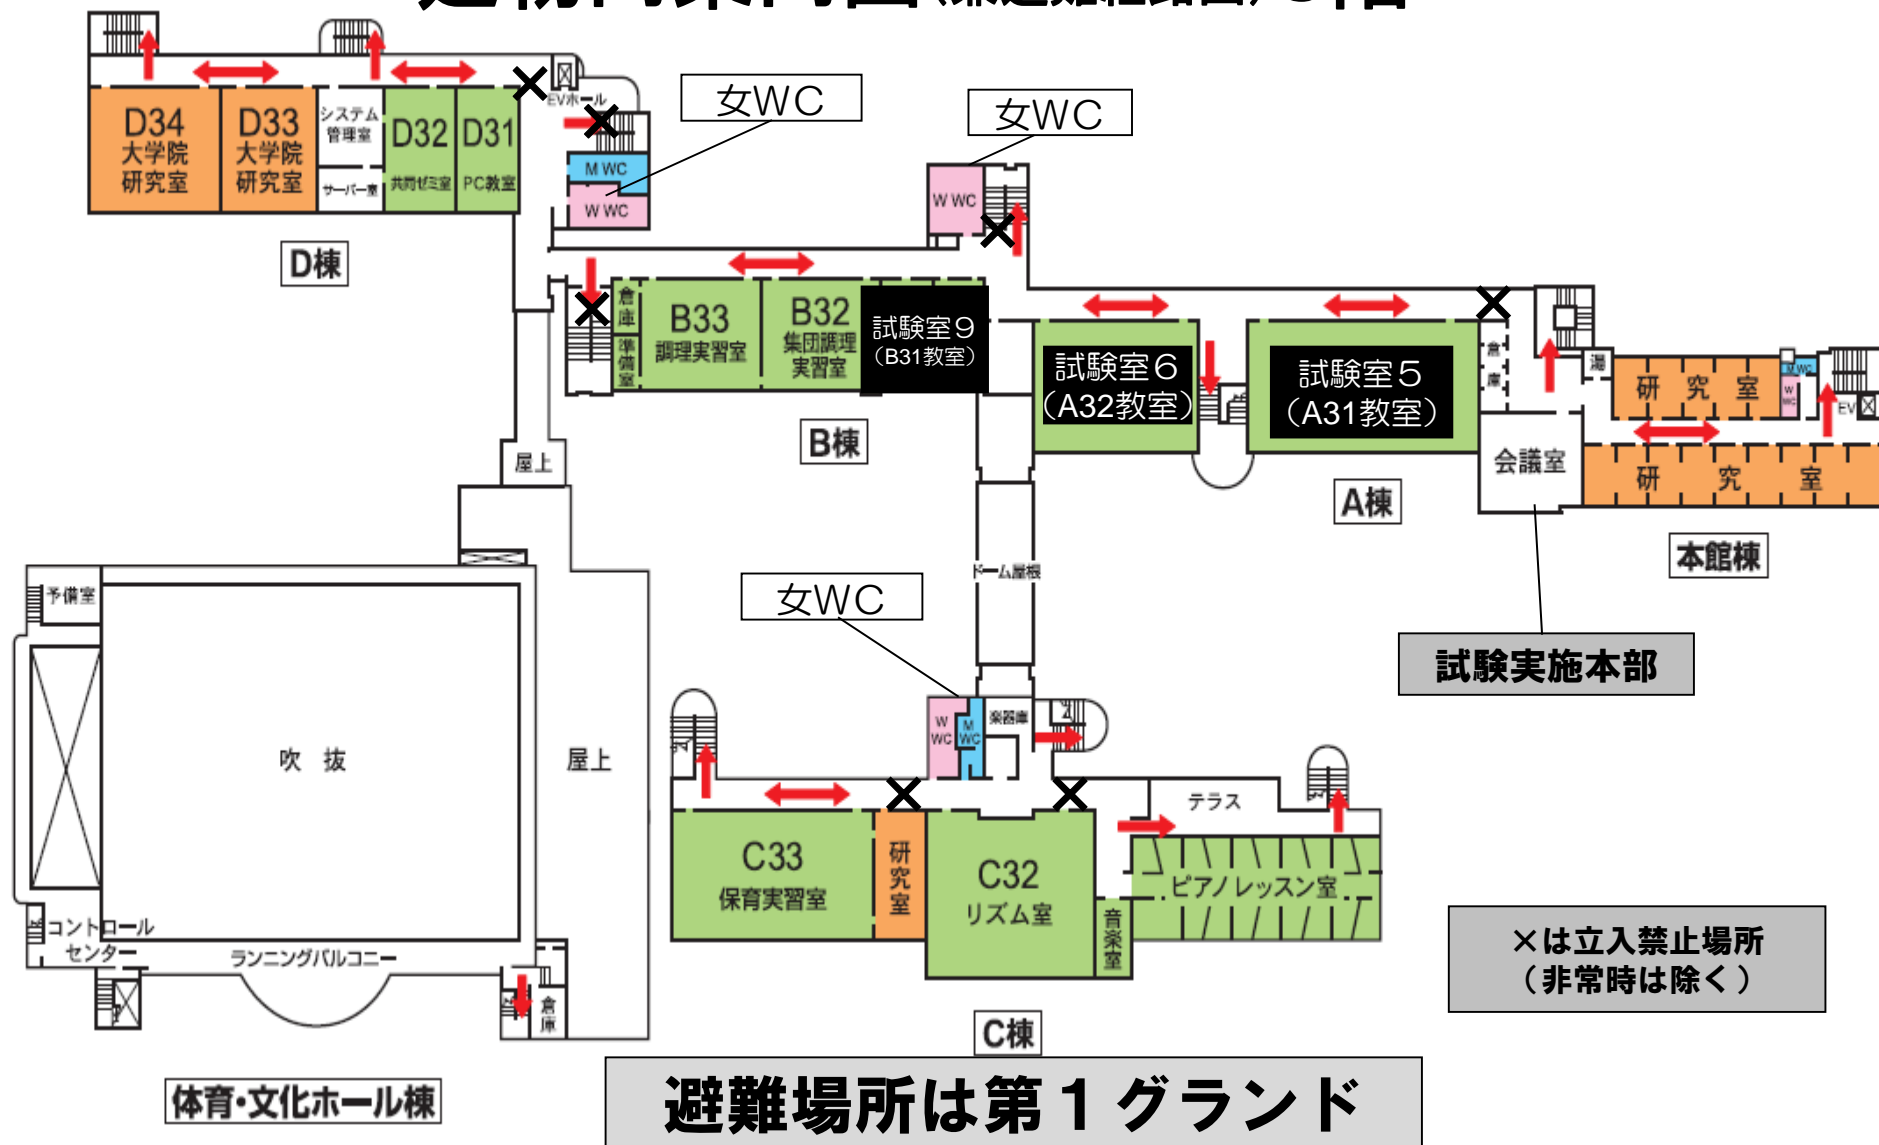 D34
大学院
研究室
D33
大学院
研究室
システム
管理室
サーバー室
D32
共同ゼミ室
D31
PC教室
EVホール
M WC
W WC
女WC
女WC
W WC
D棟
倉庫
準備室
B33
調理実習室
B32
集団調理
実習室
試験室９
（B31教室）
試験室６
（A32教室）
試験室５
（A31教室）
倉庫
湯
研究室
M WC
W WC
EV
会議室
研究室
B棟
A棟
本館棟
屋上
ドーム屋根
予備室
女WC
試験実施本部
吹抜
屋上
W WC
M WC
楽器庫
テラス
C33
保育実習室
研究室
C32
リズム室
音楽室
ピアノレッスン室
コントロール
センター
ランニングバルコニー
倉庫
×は立入禁止場所
（非常時は除く）
C棟
体育・文化ホール棟
避難場所は第１グランド